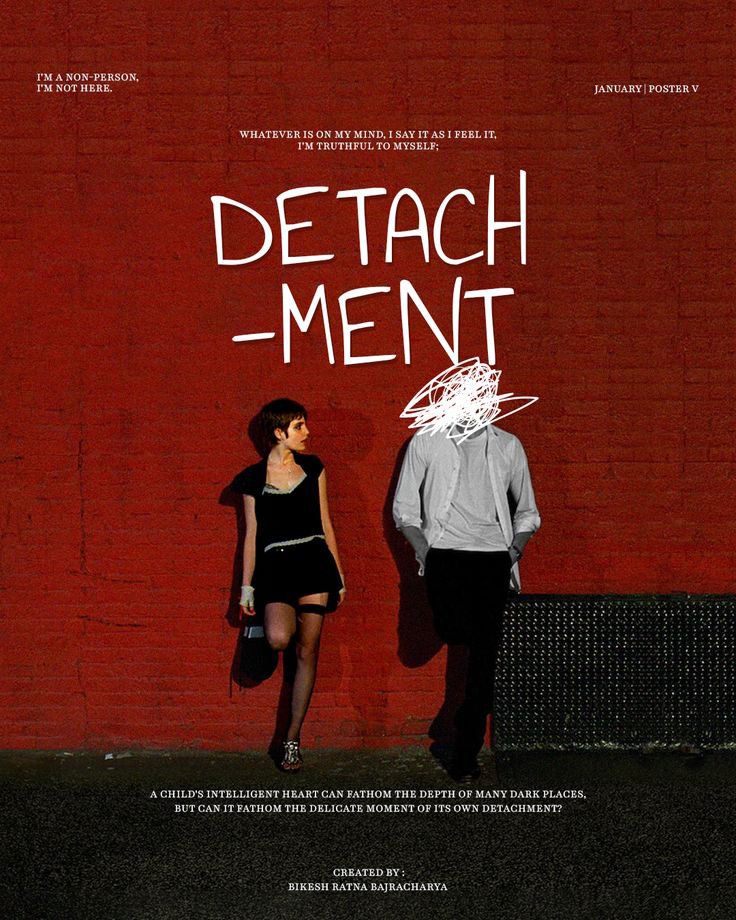 I'M A NON-PERSON,
I'M NOT HERE.
JANUARY | POSTER V
WHATEVER IS ON MY MIND, I SAY IT AS I FEEL IT,
I'M TRUTHFUL TO MYSELF;
DETACH
-MENT
A CHILD'S INTELLIGENT HEART CAN FATHOM THE DEPTH OF MANY DARK PLACES,
BUT CAN IT FATHOM THE DELICATE MOMENT OF ITS OWN DETACHMENT?
CREATED BY :
BIKESH RATNA BAJRACHARYA